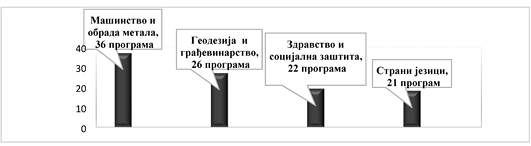 Машинство и
обрада метала,
36 програма
Геодезија и
грађевинарство,
26 програма
Здравство и
социјална заштита,
22 програма
Страни језици,
21 програм
40
30
20
10
0